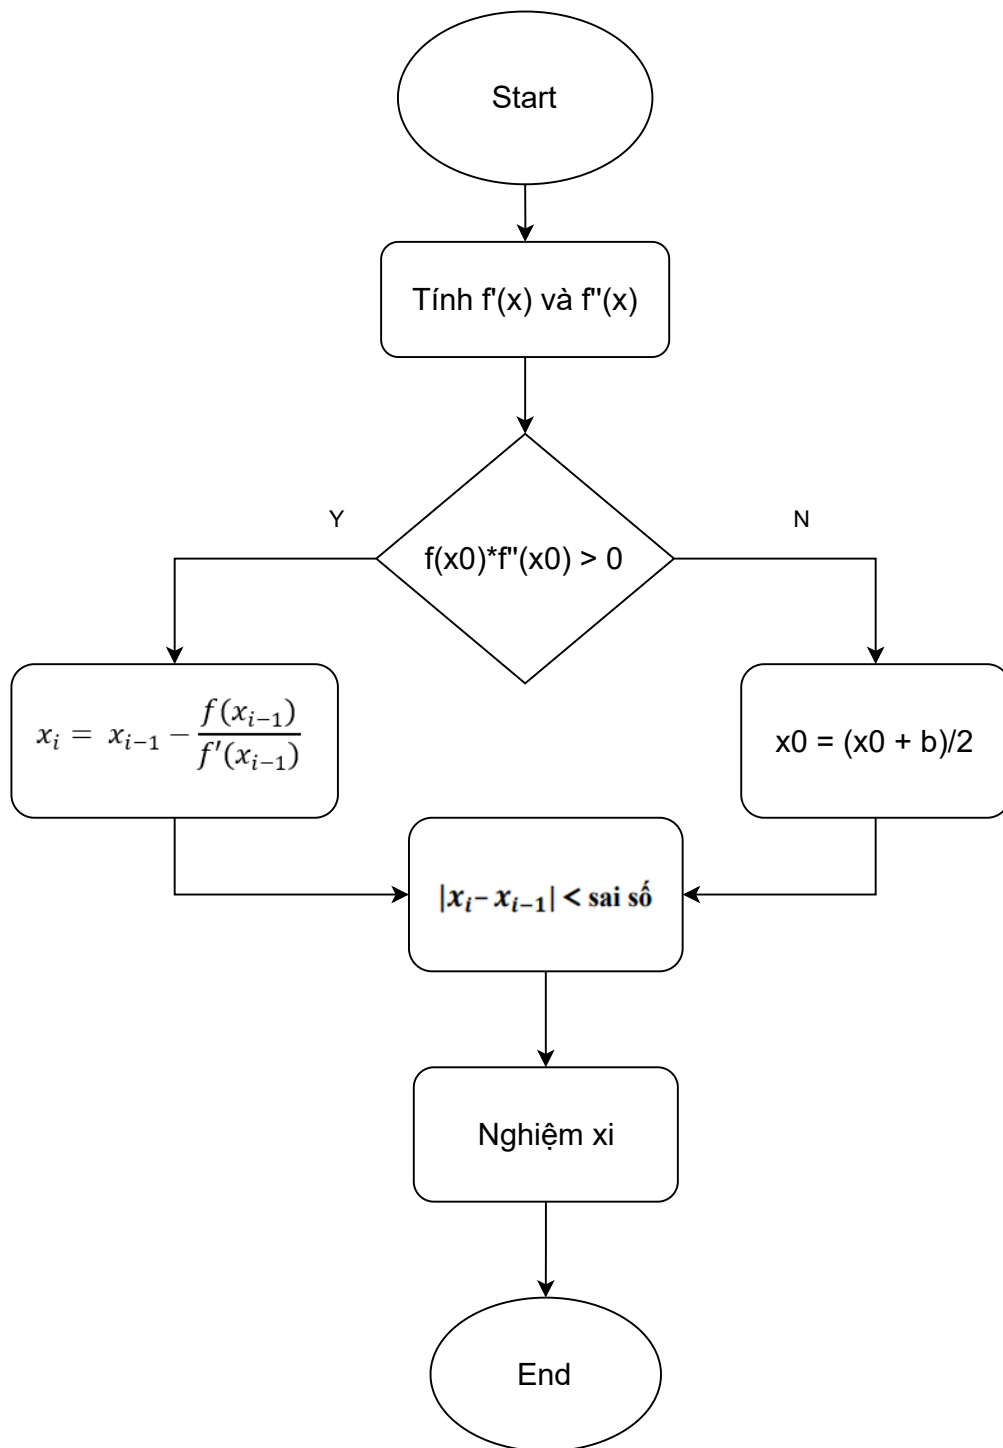 Start
Tính f'(x) và f''(x)
Y
N
f(x0)*f''(x0) > 0
x_i = x_{i−1} − \frac{f(x_{i−1})}{f'(x_{i−1})}
x0 = (x0 + b)/2
|x_i − x_{i−1}| < sai số
Nghiệm xi
End